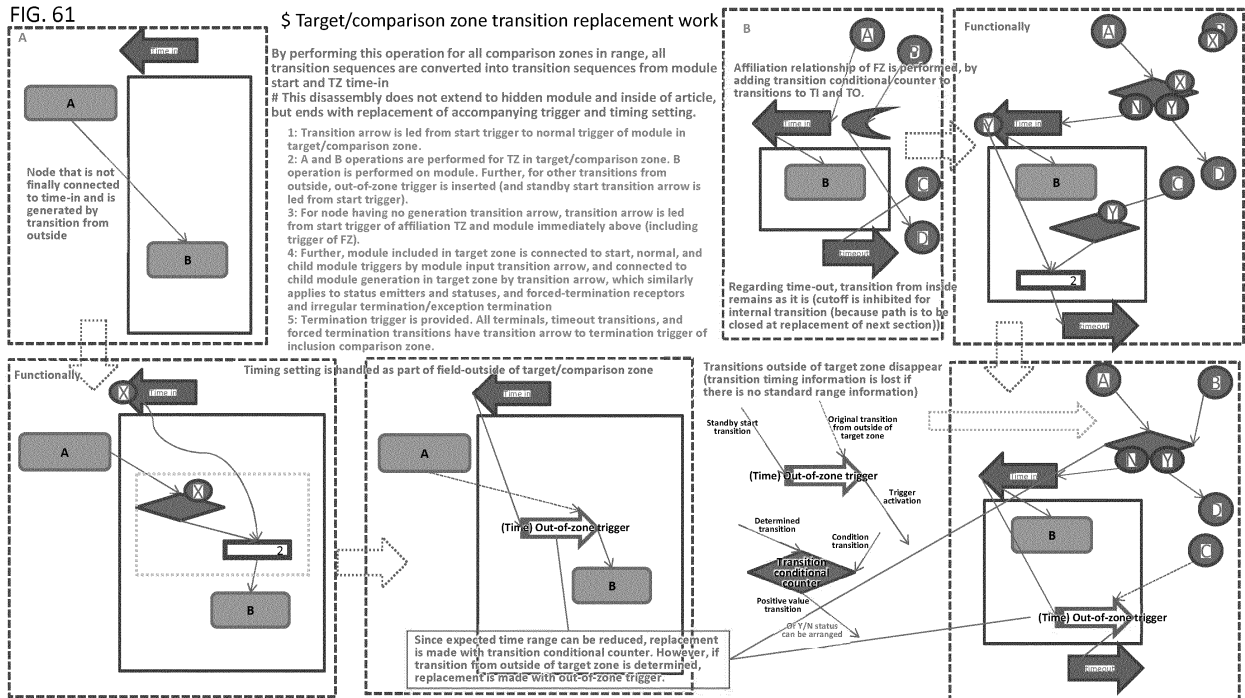 FIG. 61
$ Target/comparison zone transition replacement work
A
Time in
A
Node that is not
finally connected
to time-in and is
generated by
transition from
outside
B
By performing this operation for all comparison zones in range, all
transition sequences are converted into transition sequences from module
start and TZ time-in
# This disassembly does not extend to hidden module and inside of article,
but ends with replacement of accompanying trigger and timing setting.
1: Transition arrow is led from start trigger to normal trigger of module in
target/comparison zone.
2: A and B operations are performed for TZ in target/comparison zone. B
operation is performed on module. Further, for other transitions from
outside, out-of-zone trigger is inserted (and standby start transition arrow is
led from start trigger).
3: For node having no generation transition arrow, transition arrow is led
from start trigger of affiliation TZ and module immediately above (including
trigger of FZ).
4: Further, module included in target zone is connected to start, normal, and
child module triggers by module input transition arrow, and connected to
child module generation in target zone by transition arrow, which similarly
applies to status emitters and statuses, and forced-termination receptors
and irregular termination/exception termination
5: Termination trigger is provided. All terminals, timeout transitions, and
forced termination transitions have transition arrow to termination trigger of
inclusion comparison zone.
B
A
B
Affiliation relationship of FZ is performed, by
adding transition conditional counter to
transitions to TI and TO.
Time in
B
C
D
timeout
Regarding time-out, transition from inside
remains as it is (cutoff is inhibited for
internal transition (because path is to be
closed at replacement of next section))
Functionally
A
B
X
X
N
Y
Y
Time in
D
B
C
Y
2
timeout
Functionally
Timing setting is handled as part of field-outside of target/comparison zone
X
Time in
A
X
2
B
Time in
A
(Time) Out-of-zone trigger
B
Since expected time range can be reduced, replacement
is made with transition conditional counter. However, if
transition from outside of target zone is determined,
replacement is made with out-of-zone trigger.
Transitions outside of target zone disappear
(transition timing information is lost if
there is no standard range information)
Standby start
transition
Original transition
from outside of
target zone
(Time) Out-of-zone trigger
Trigger
activation
Determined
transition
Condition
transition
Transition
conditional
counter
Positive value
transition
Or Y/N status
can be arranged
A
B
N
Y
Time in
D
B
C
(Time) Out-of-zone trigger
timeout